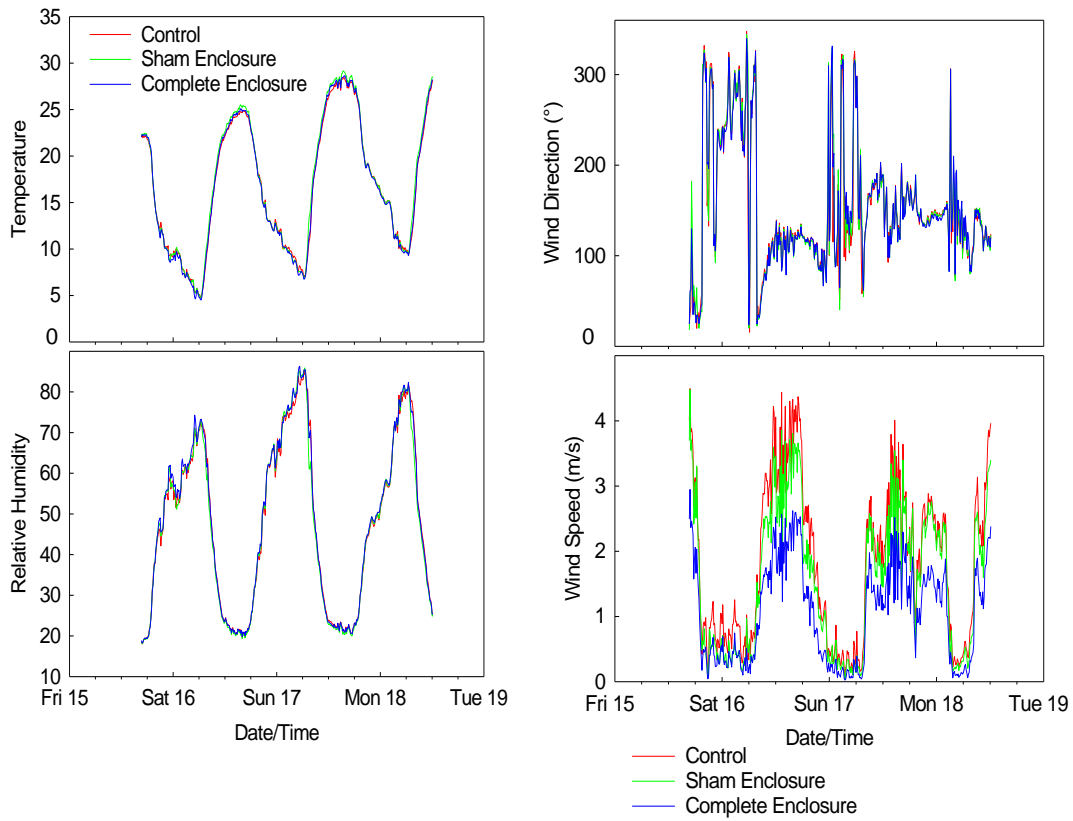 35
30
25
20
15
10
5
0
Temperature
Control
Sham Enclosure
Complete Enclosure
80
70
60
50
40
30
20
10
Relative Humidity
Fri 15
Sat 16
Sun 17
Mon 18
Tue 19
Date/Time
300
200
100
0
Wind Direction (°)
4
3
2
1
0
Wind Speed (m/s)
Fri 15
Sat 16
Sun 17
Mon 18
Tue 19
Date/Time
Control
Sham Enclosure
Complete Enclosure